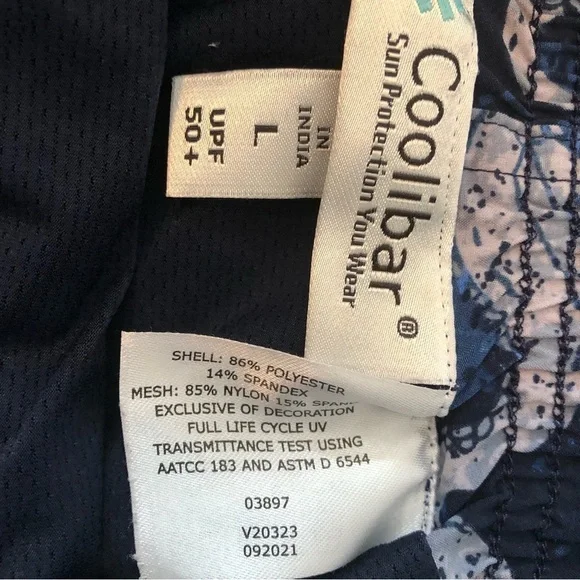 Coolibar®
Sun Protection You Wear
IN
INDIA
L
UPF
50+
SHELL: 86% POLYESTER
14% SPANDEX
MESH: 85% NYLON 15%
EXCLUSIVE OF DECORATION
FULL LIFE CYCLE UV
TRANSMITTANCE TEST USING
AATCC 183 AND ASTM D 6544
03897
V20323
092021